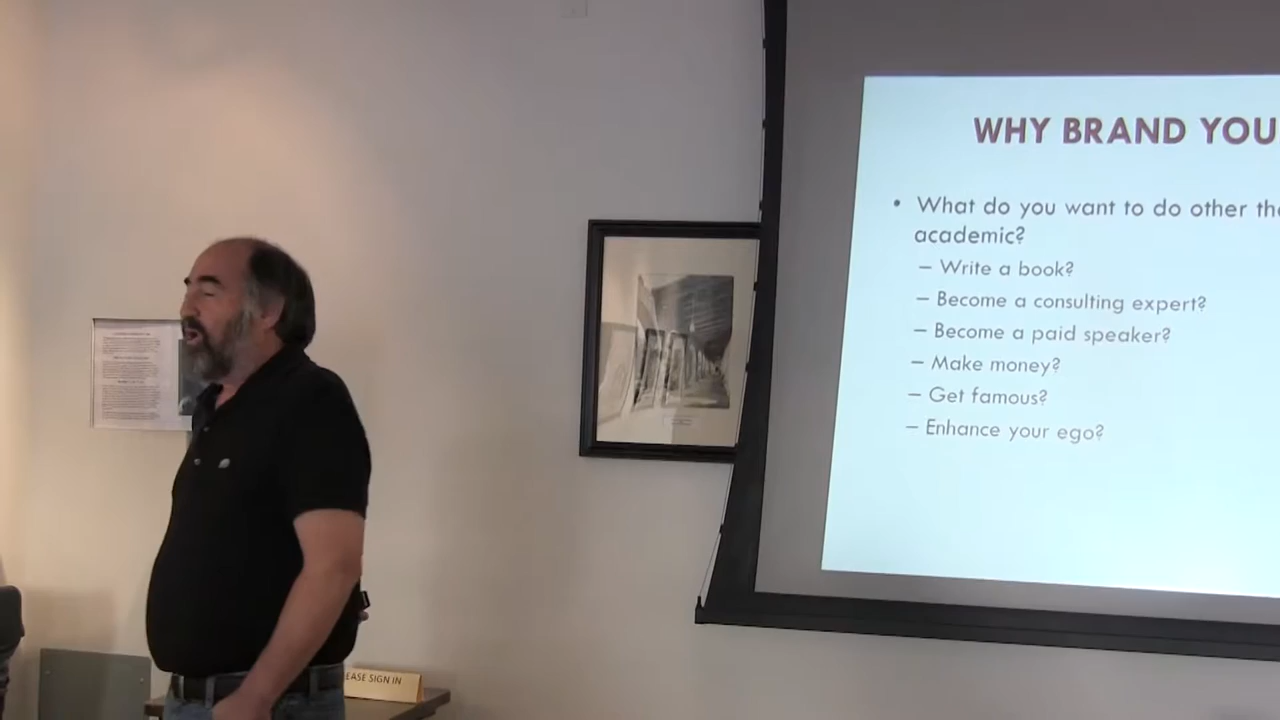 WHY BRAND YOU
What do you want to do other tha
academic?
– Write a book?
– Become a consulting expert?
– Become a paid speaker?
– Make money?
– Get famous?
– Enhance your ego?
EASE SIGN IN